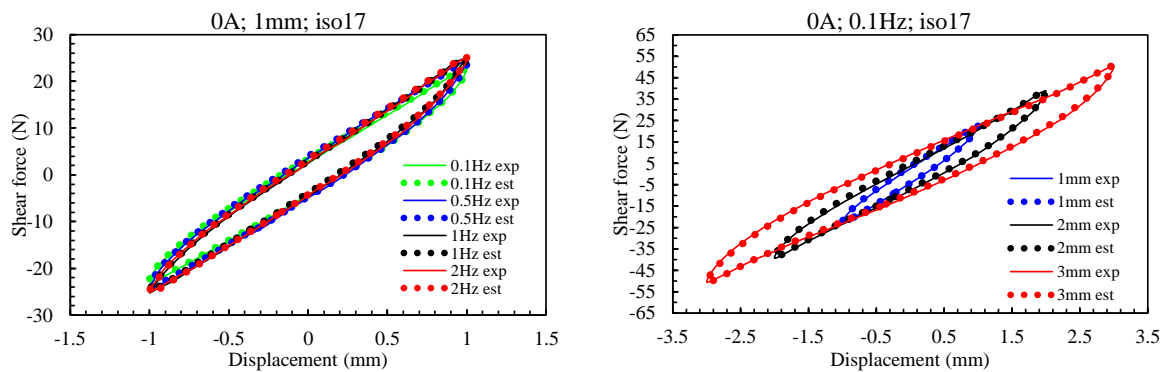 0A; 1mm; iso17
30
20
10
0
-10
-20
-30
Shear force (N)
-1.5 -1 -0.5 0 0.5 1 1.5
Displacement (mm)
0.1Hz exp
0.1Hz est
0.5Hz exp
0.5Hz est
1Hz exp
1Hz est
2Hz exp
2Hz est
0A; 0.1Hz; iso17
65
55
45
35
25
15
5
-5
-15
-25
-35
-45
-55
-65
Shear force (N)
-3.5 -2.5 -1.5 -0.5 0.5 1.5 2.5 3.5
Displacement (mm)
1mm exp
1mm est
2mm exp
2mm est
3mm exp
3mm est